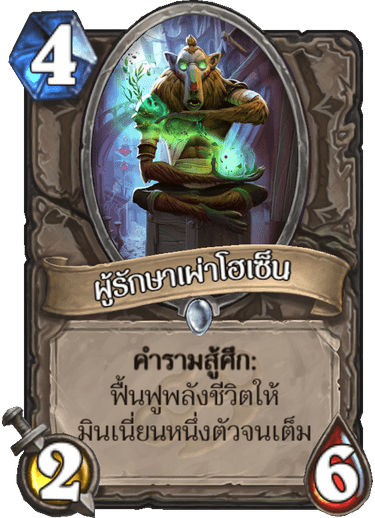 4
ผู้รักษาเผ่าโฮเซ็น
คำรามสู้ศึก:
ฟื้นฟูพลังชีวิตให้
มินเนี่ยนหนึ่งตัวจนเต็ม
2
6